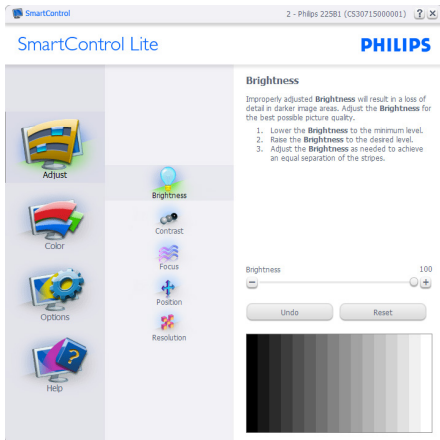 SmartControl
2 - Philips 225B1 (CS30715000001)
SmartControl Lite
PHILIPS
Adjust
Color
Options
Help
Brightness
Contrast
Focus
Position
Resolution
Brightness
Improperly adjusted Brightness will result in a loss of
detail in darker image areas. Adjust the Brightness for
the best possible picture quality.
1. Lower the Brightness to the minimum level.
2. Raise the Brightness to the desired level.
3. Adjust the Brightness as needed to achieve
an equal separation of the stripes.
Brightness 100
Undo Reset